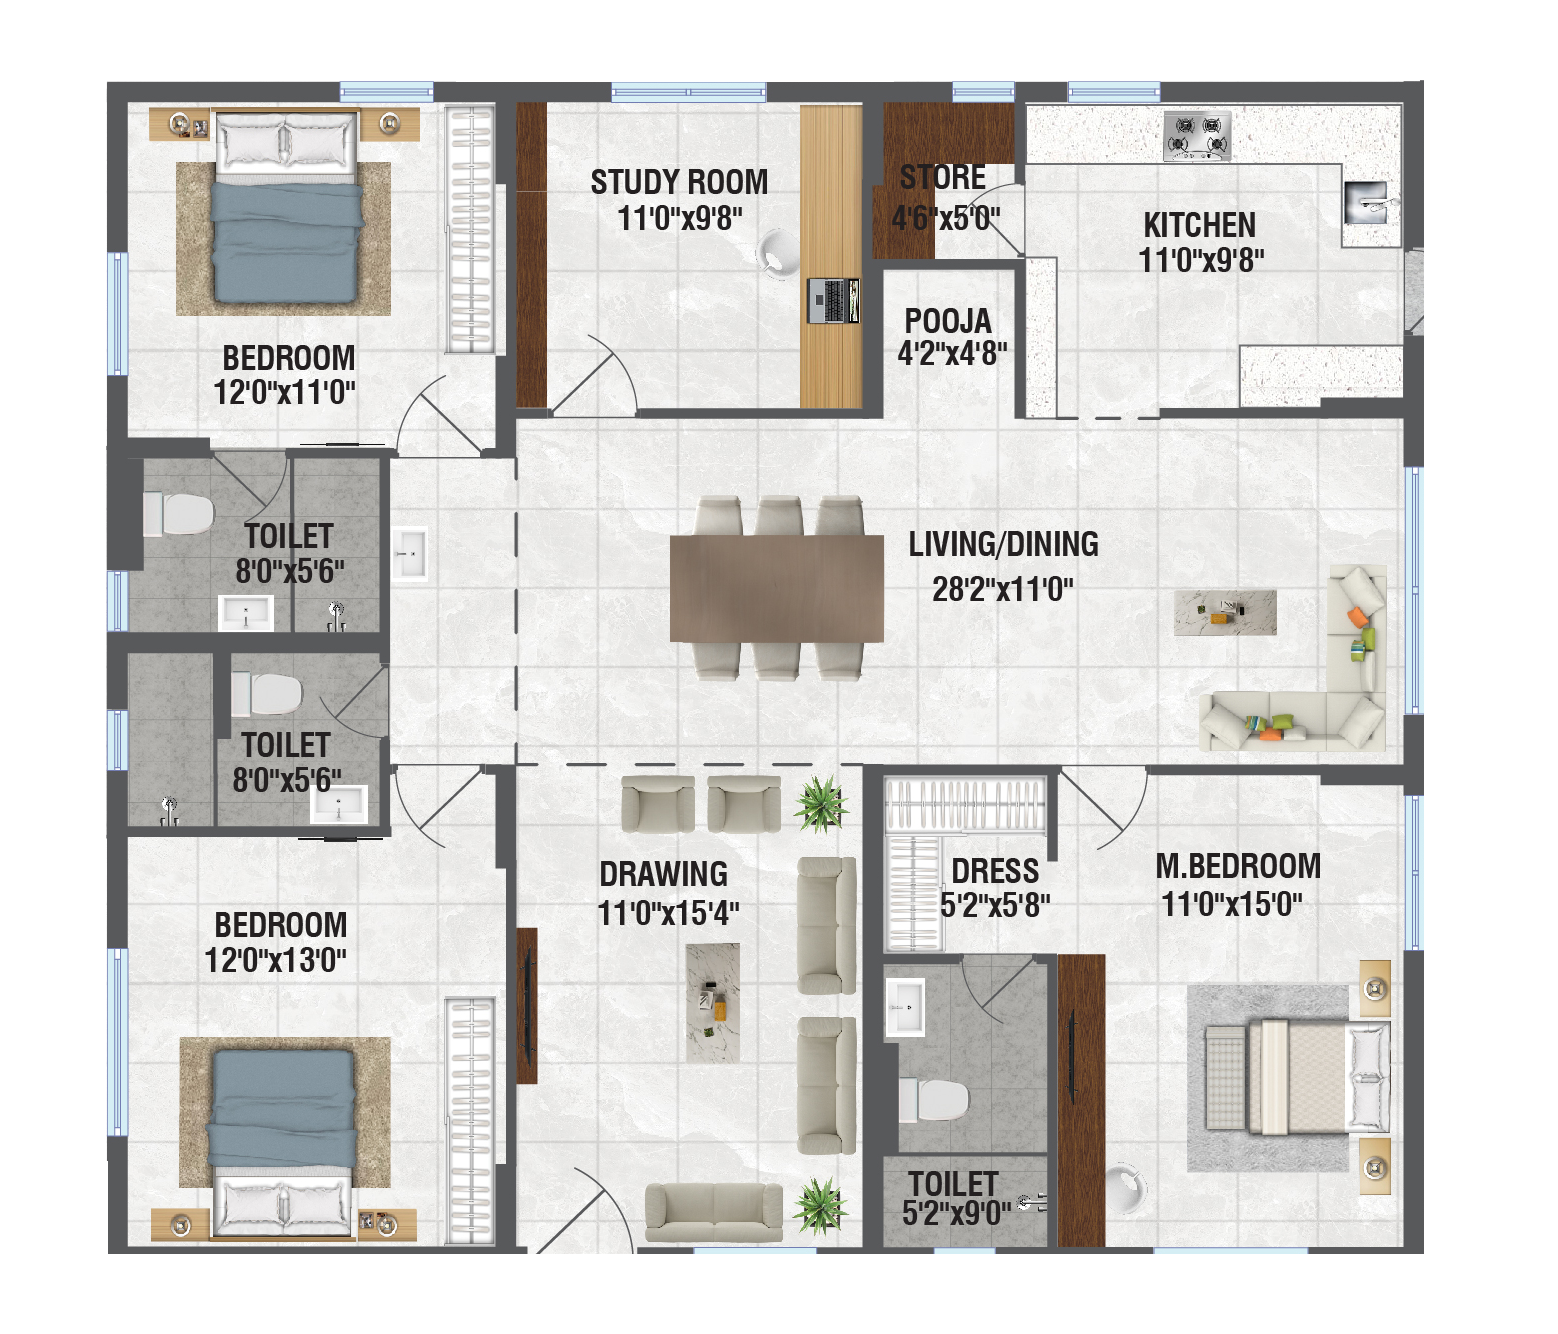 STUDY ROOM
11'0"x9'8"
STORE
4'6"x5'0"
KITCHEN
11'0"x9'8"
POOJA
4'2"x4'8"
BEDROOM
12'0"x11'0"
TOILET
8'0"x5'6"
LIVING/DINING
28'2"x11'0"
TOILET
8'0"x5'6"
DRAWING
11'0"x15'4"
DRESS
5'2"x5'8"
M.BEDROOM
11'0"x15'0"
BEDROOM
12'0"x13'0"
TOILET
5'2"x9'0"